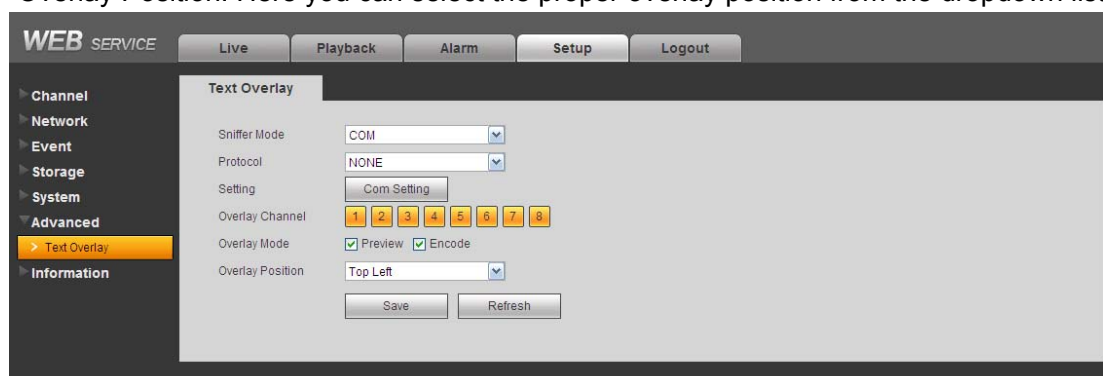 Overlay Position: Here you can select the proper overlay position from the dropdown list
WEB SERVICE
Live Playback Alarm Setup Logout
Channel
Network
Event
Storage
System
Advanced
> Text Overlay
Information
Text Overlay
Sniffer Mode COM
Protocol NONE
Setting Com Setting
Overlay Channel 1 2 3 4 5 6 7 8
Overlay Mode Preview Encode
Overlay Position Top Left
Save Refresh